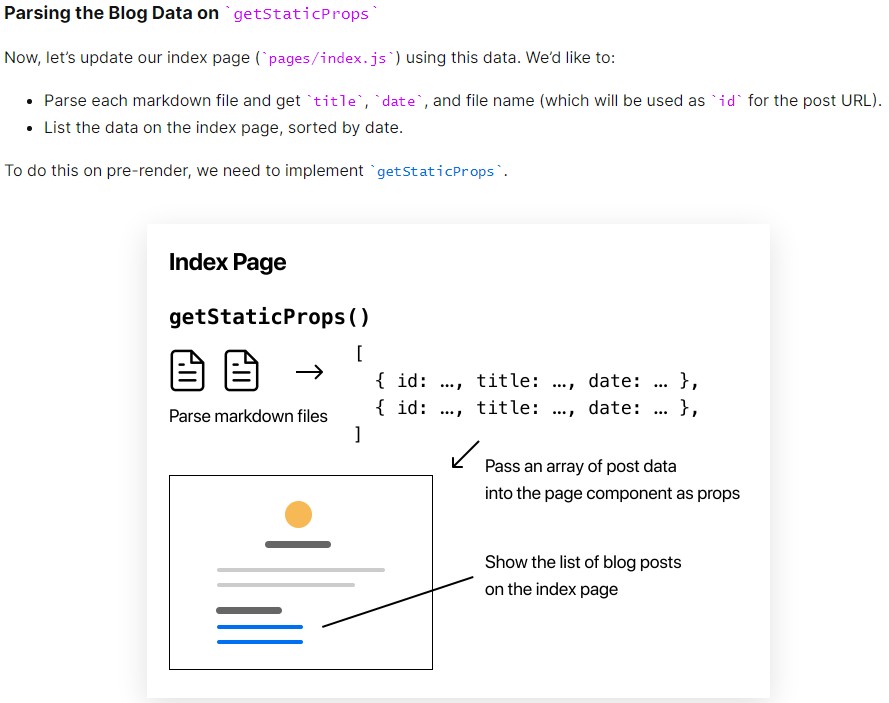 Parsing the Blog Data on `getStaticProps`
Now, let’s update our index page (`pages/index.js`) using this data. We’d like to:
• Parse each markdown file and get `title`, `date`, and file name (which will be used as `id` for the post URL).
• List the data on the index page, sorted by date.
To do this on pre-render, we need to implement `getStaticProps`.
Index Page
getStaticProps()
[
{ id: …, title: …, date: … },
{ id: …, title: …, date: … },
]
Parse markdown files
Pass an array of post data
into the page component as props
Show the list of blog posts
on the index page